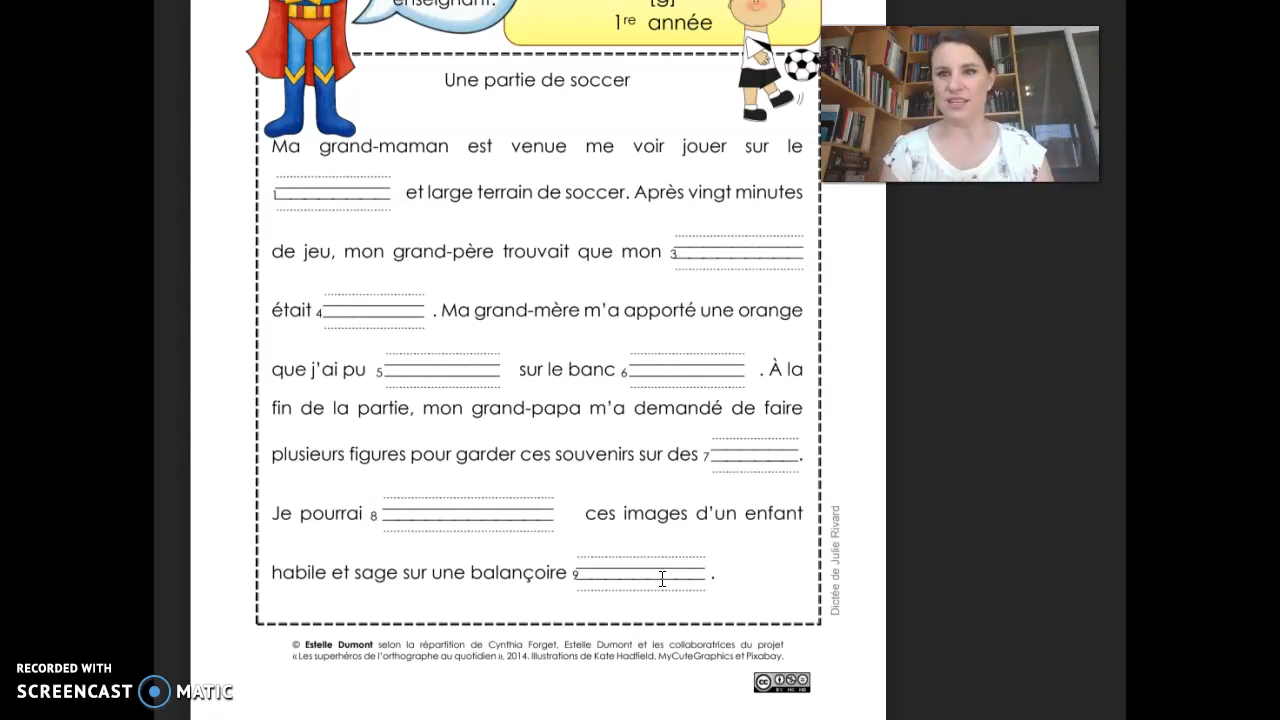 enseignant.
[g]
1re année
Une partie de soccer
Ma grand-maman est venue me voir jouer sur le
1 et large terrain de soccer. Après vingt minutes
de jeu, mon grand-père trouvait que mon 3
était 4 . Ma grand-mère m'a apporté une orange
que j'ai pu 5 sur le banc 6 . À la
fin de la partie, mon grand-papa m'a demandé de faire
plusieurs figures pour garder ces souvenirs sur des 7 .
Je pourrai 8 ces images d'un enfant
habile et sage sur une balançoire 9 .
Dictée de Julie Rivard
© Estelle Dumont selon la répartition de Cynthia Forget, Estelle Dumont et les collaboratrices du projet
« Les superhéros de l'orthographe au quotidien », 2014. Illustrations de Kate Hadfield, MyCuteGraphics et Pixabay.
cc BY NC ND
RECORDED WITH
SCREENCAST MATIC